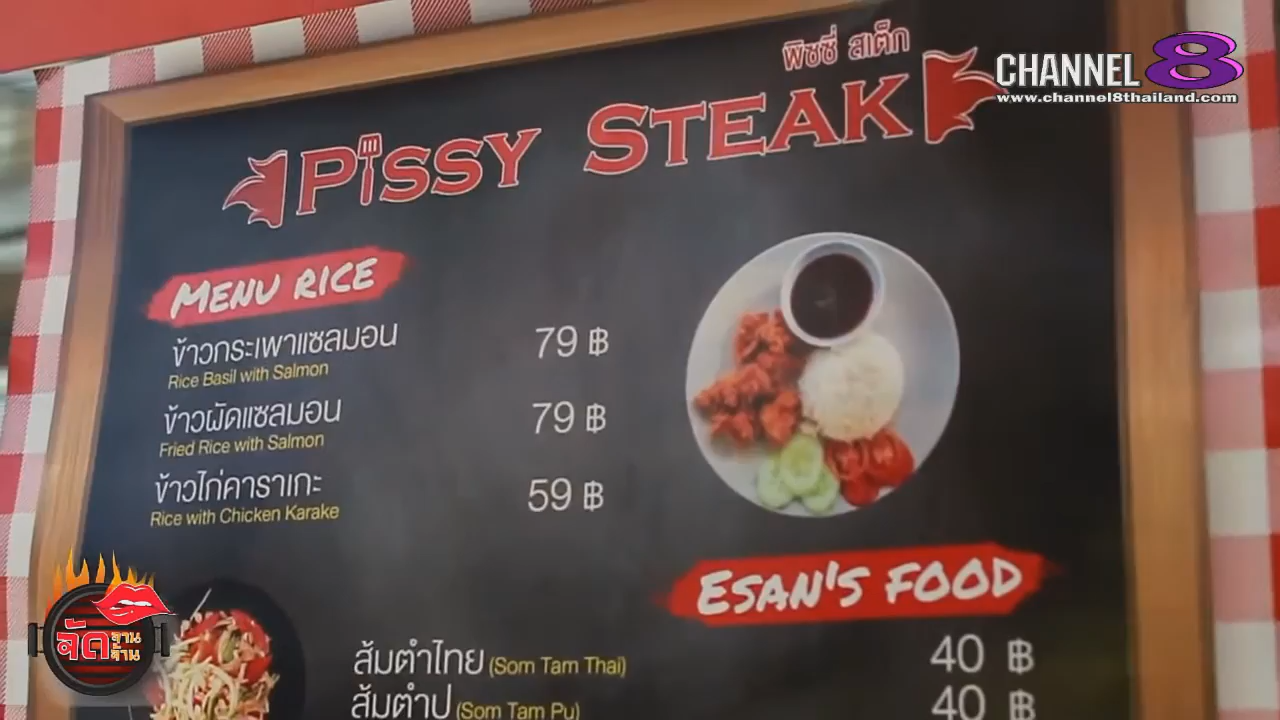 CHANNEL 8
www.channel8thailand.com
พิซซี่ สเต็ก
PISSY STEAK
MENU RICE
ข้าวกระเพาแซลมอน 79 ฿
Rice Basil with Salmon
ข้าวผัดแซลมอน 79 ฿
Fried Rice with Salmon
ข้าวไก่คาราเกะ 59 ฿
Rice with Chicken Karake
ESAN'S FOOD
ส้มตำไทย (Som Tam Thai) 40 ฿
ส้มตำป (Som Tam Pu) 40 ฿
จัดจานจ้าน